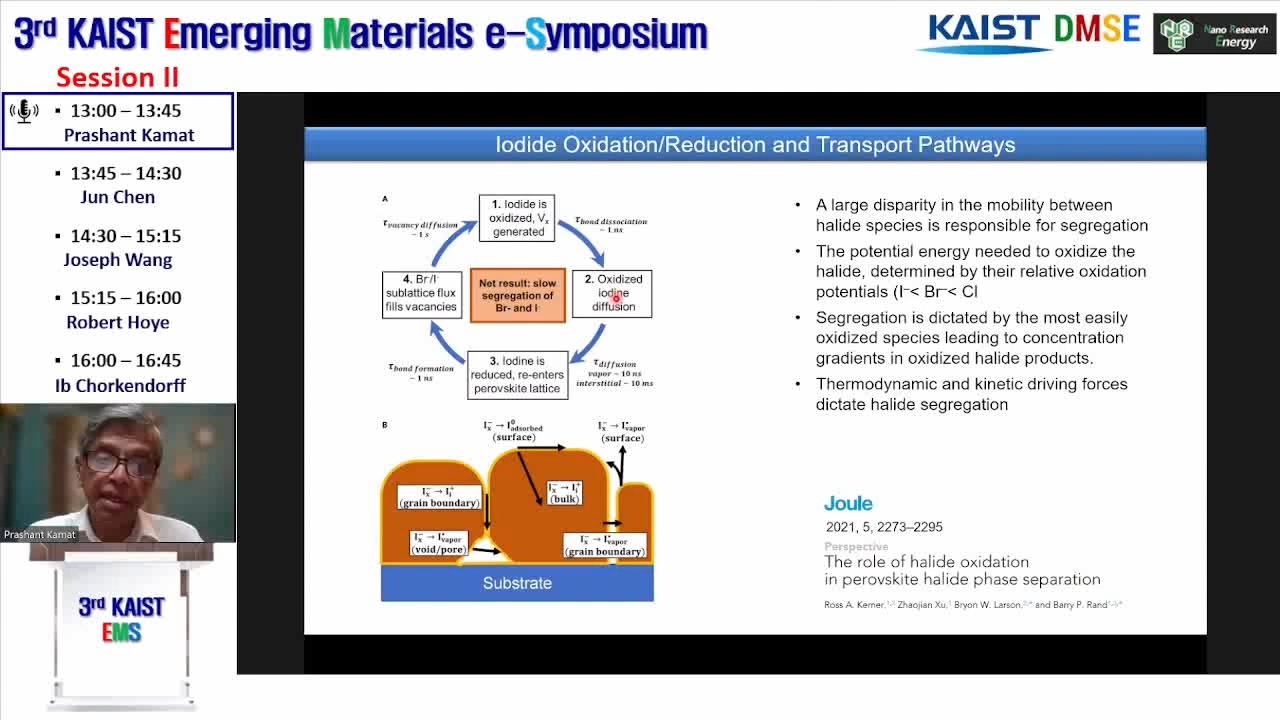 3rd KAIST Emerging Materials e-Symposium
KAIST DMSE
NRE
Nano Research
Energy
Session II
▪ 13:00 – 13:45
Prashant Kamat
▪ 13:45 – 14:30
Jun Chen
▪ 14:30 – 15:15
Joseph Wang
▪ 15:15 – 16:00
Robert Hoye
▪ 16:00 – 16:45
Ib Chorkendorff
Prashant Kamat
3rd KAIST
EMS
Iodide Oxidation/Reduction and Transport Pathways
A
1. Iodide is
oxidized, Vx
generated
τbond dissociation
~ 1 ns
2. Oxidized
iodine
diffusion
τdiffusion
vapor ~ 10 ns
interstitial ~ 10 ms
3. Iodine is
reduced, re-enters
perovskite lattice
τbond formation
~ 1 ns
4. Br-/I-
sublattice flux
fills vacancies
τvacancy diffusion
~ 1 s
Net result: slow
segregation of
Br- and I-
B
Ix− → I0adsorbed
(surface)
Ix− → I•vapor
(surface)
Ix− → Ii+
(grain boundary)
Ix− → Ii+
(bulk)
Ix− → I•vapor
(void/pore)
Ix− → I•vapor
(grain boundary)
Substrate
• A large disparity in the mobility between
halide species is responsible for segregation
• The potential energy needed to oxidize the
halide, determined by their relative oxidation
potentials (I–< Br–< Cl
• Segregation is dictated by the most easily
oxidized species leading to concentration
gradients in oxidized halide products.
• Thermodynamic and kinetic driving forces
dictate halide segregation
Joule
2021, 5, 2273–2295
Perspective
The role of halide oxidation
in perovskite halide phase separation
Ross A. Kerner, Zhaojian Xu, Bryon W. Larson, and Barry P. Rand